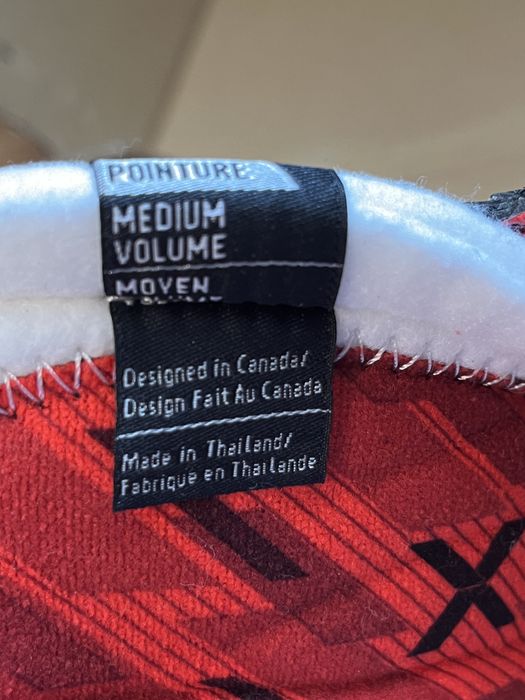 POINTURE
MEDIUM
VOLUME
MOYEN
Designed in Canada/
Design Fait Au Canada
Made in Thailand/
Fabrique en Thailande
X